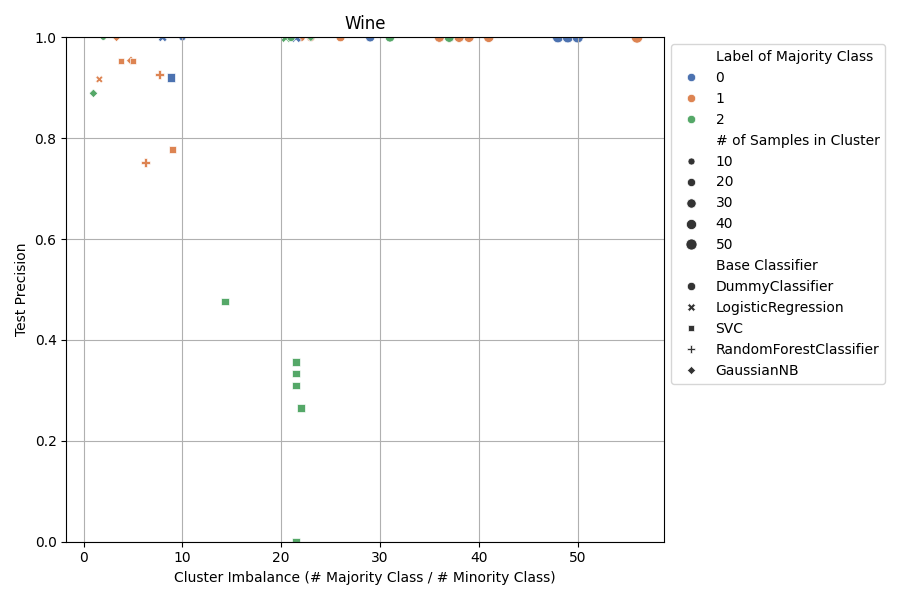 Wine
1.0
0.8
0.6
0.4
0.2
0.0
Test Precision
0
10
20
30
40
50
Cluster Imbalance (# Majority Class / # Minority Class)
Label of Majority Class
0
1
2
# of Samples in Cluster
10
20
30
40
50
Base Classifier
DummyClassifier
LogisticRegression
SVC
RandomForestClassifier
GaussianNB